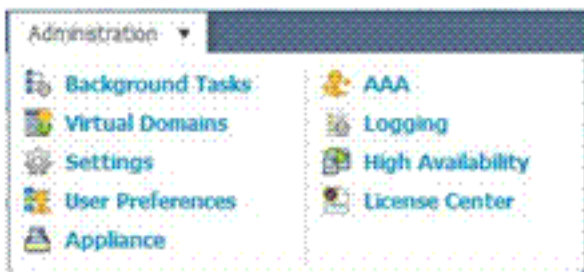 Administration
Background Tasks
Virtual Domains
Settings
User Preferences
Appliance
AAA
Logging
High Availability
License Center